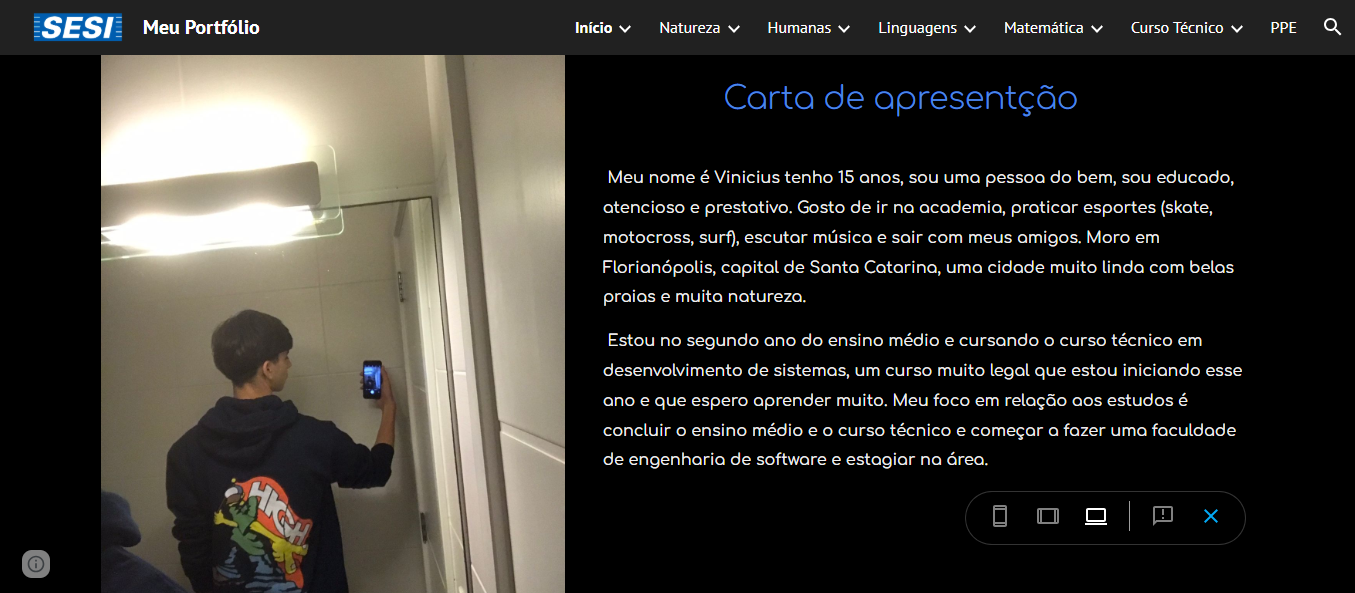 SESI
Meu Portfólio
Início
Natureza
Humanas
Linguagens
Matemática
Curso Técnico
PPE
Carta de apresentção
Meu nome é Vinicius tenho 15 anos, sou uma pessoa do bem, sou educado,
atencioso e prestativo. Gosto de ir na academia, praticar esportes (skate,
motocross, surf), escutar música e sair com meus amigos. Moro em
Florianópolis, capital de Santa Catarina, uma cidade muito linda com belas
praias e muita natureza.
Estou no segundo ano do ensino médio e cursando o curso técnico em
desenvolvimento de sistemas, um curso muito legal que estou iniciando esse
ano e que espero aprender muito. Meu foco em relação aos estudos é
concluir o ensino médio e o curso técnico e começar a fazer uma faculdade
de engenharia de software e estagiar na área.